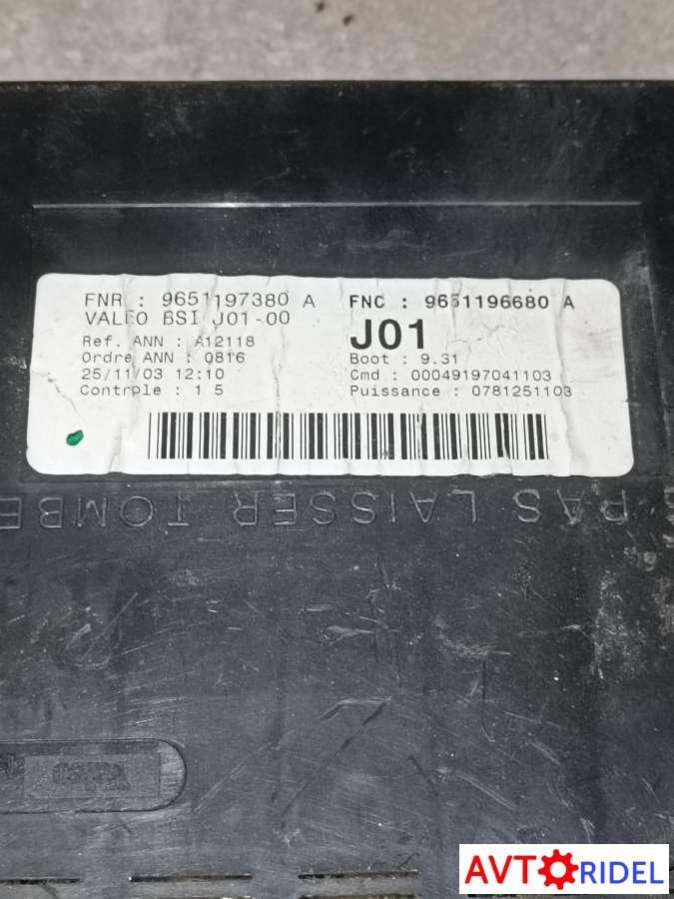 FNR : 9651197380 A
VALEO BSI J01-00
Ref. ANN : A12118
Ordre ANN : 0816
25/11/03 12:10
Controle : 1 5
FNC : 9651196680 A
J01
Boot : 9.31
Cmd : 00049197041103
Puissance : 0781251103
PAS LAISSER TOMBE
AVTORIDEL